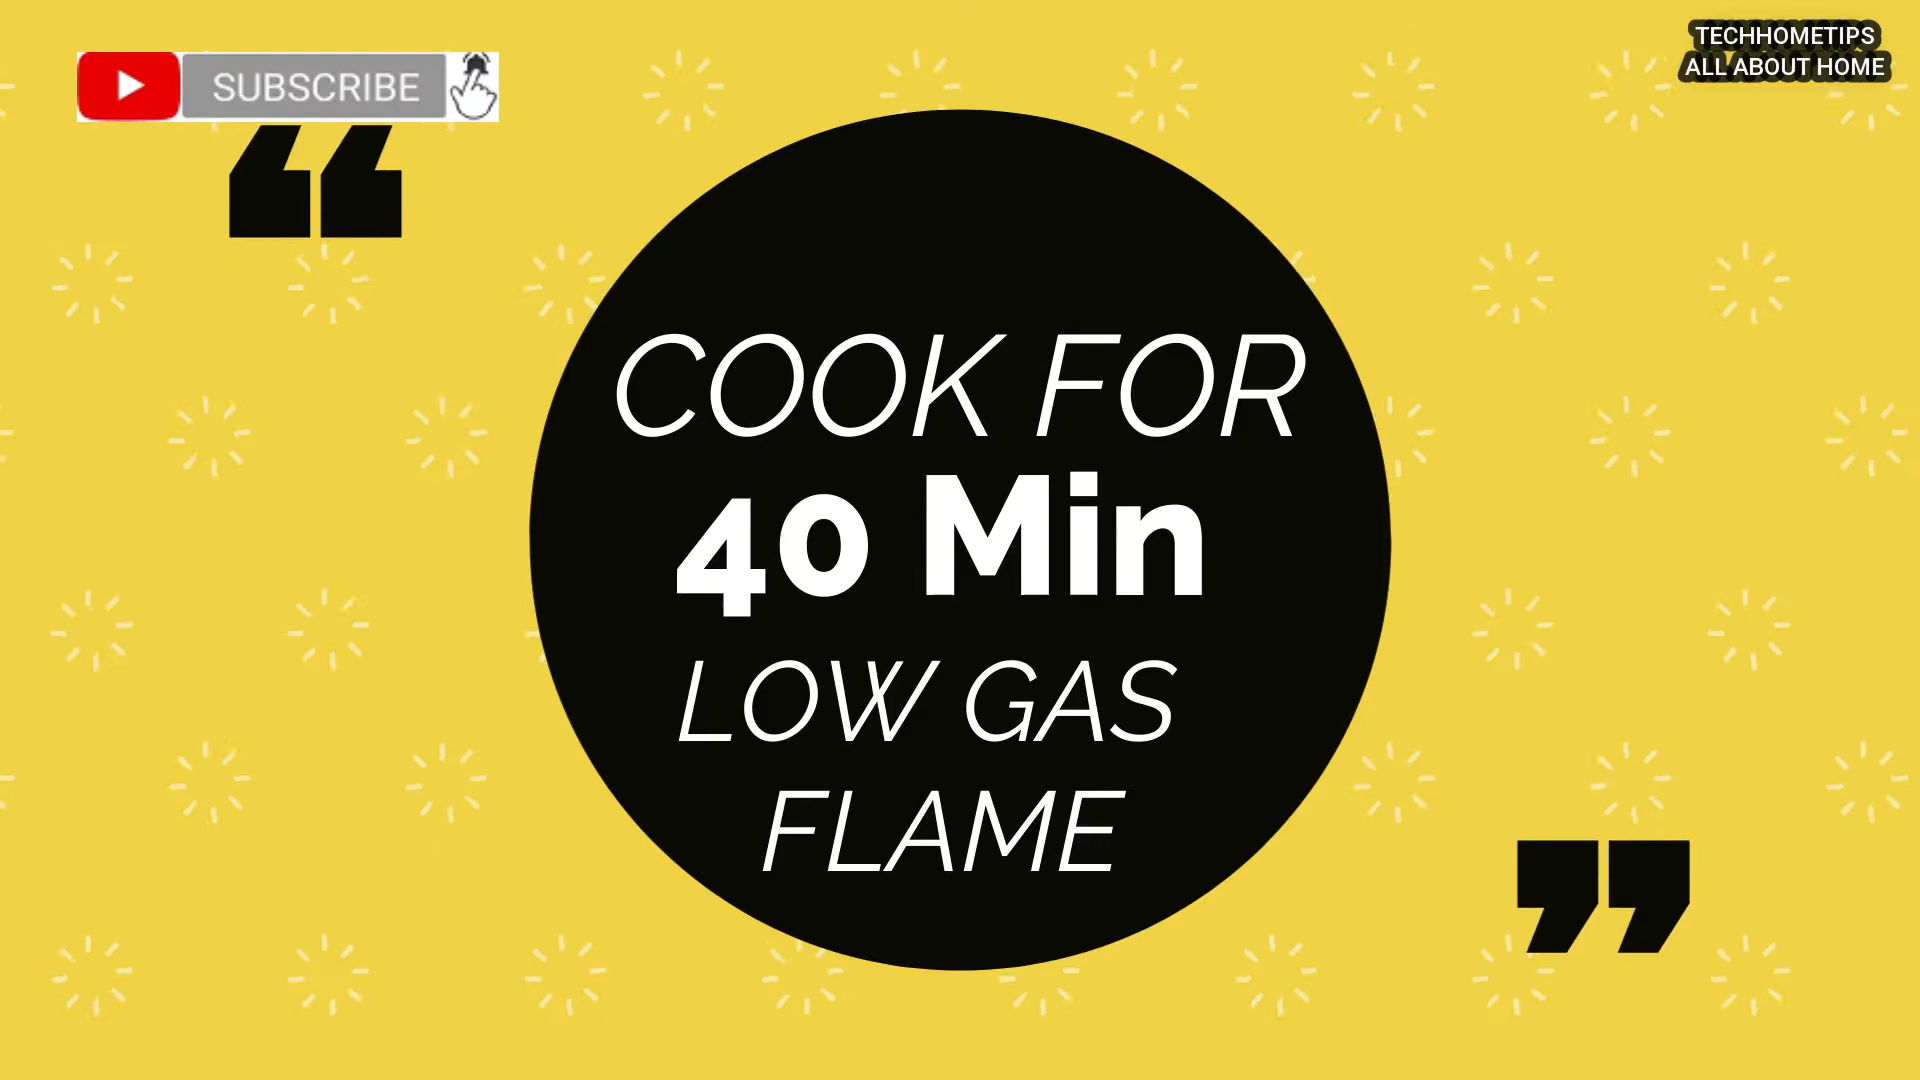 SUBSCRIBE
TECHHOMETIPS
ALL ABOUT HOME
“
COOK FOR
40 Min
LOW GAS
FLAME
”